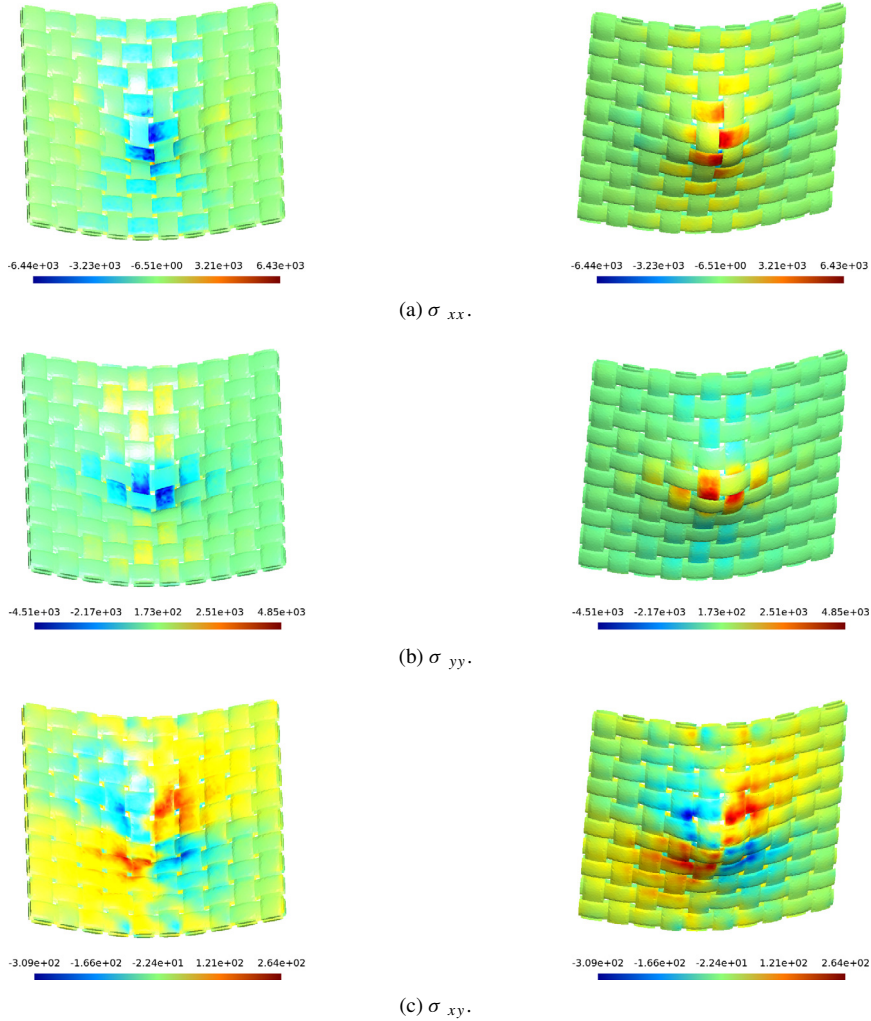 -6.44e+03 -3.23e+03 -6.51e+00 3.21e+03 6.43e+03 -6.44e+03 -3.23e+03 -6.51e+00 3.21e+03 6.43e+03
(a) σ xx.
-4.51e+03 -2.17e+03 1.73e+02 2.51e+03 4.85e+03 -4.51e+03 -2.17e+03 1.73e+02 2.51e+03 4.85e+03
(b) σ yy.
-3.09e+02 -1.66e+02 -2.24e+01 1.21e+02 2.64e+02 -3.09e+02 -1.66e+02 -2.24e+01 1.21e+02 2.64e+02
(c) σ xy.